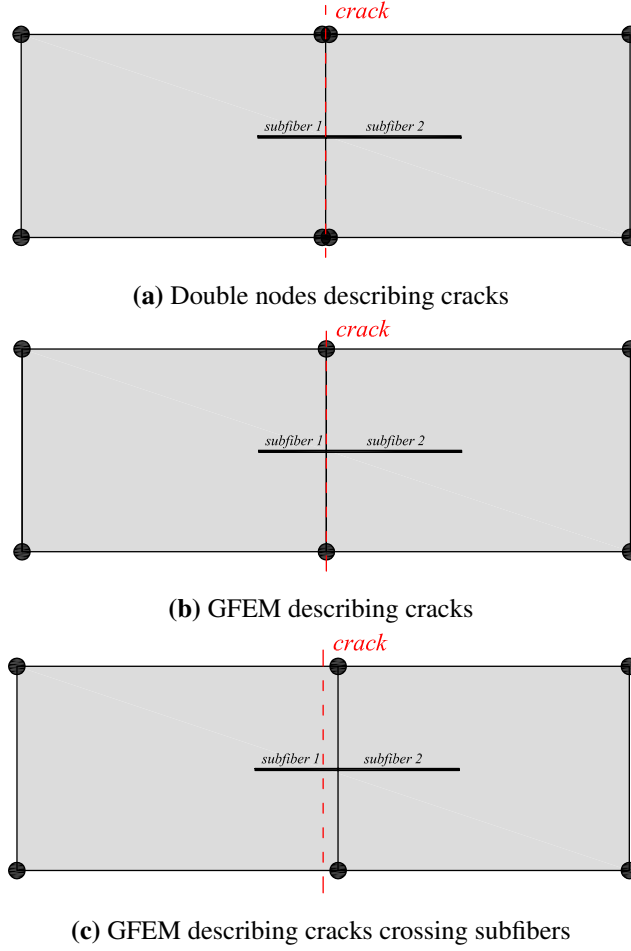 crack
subfiber 1 subfiber 2
(a) Double nodes describing cracks
crack
subfiber 1 subfiber 2
(b) GFEM describing cracks
crack
subfiber 1 subfiber 2
(c) GFEM describing cracks crossing subfibers